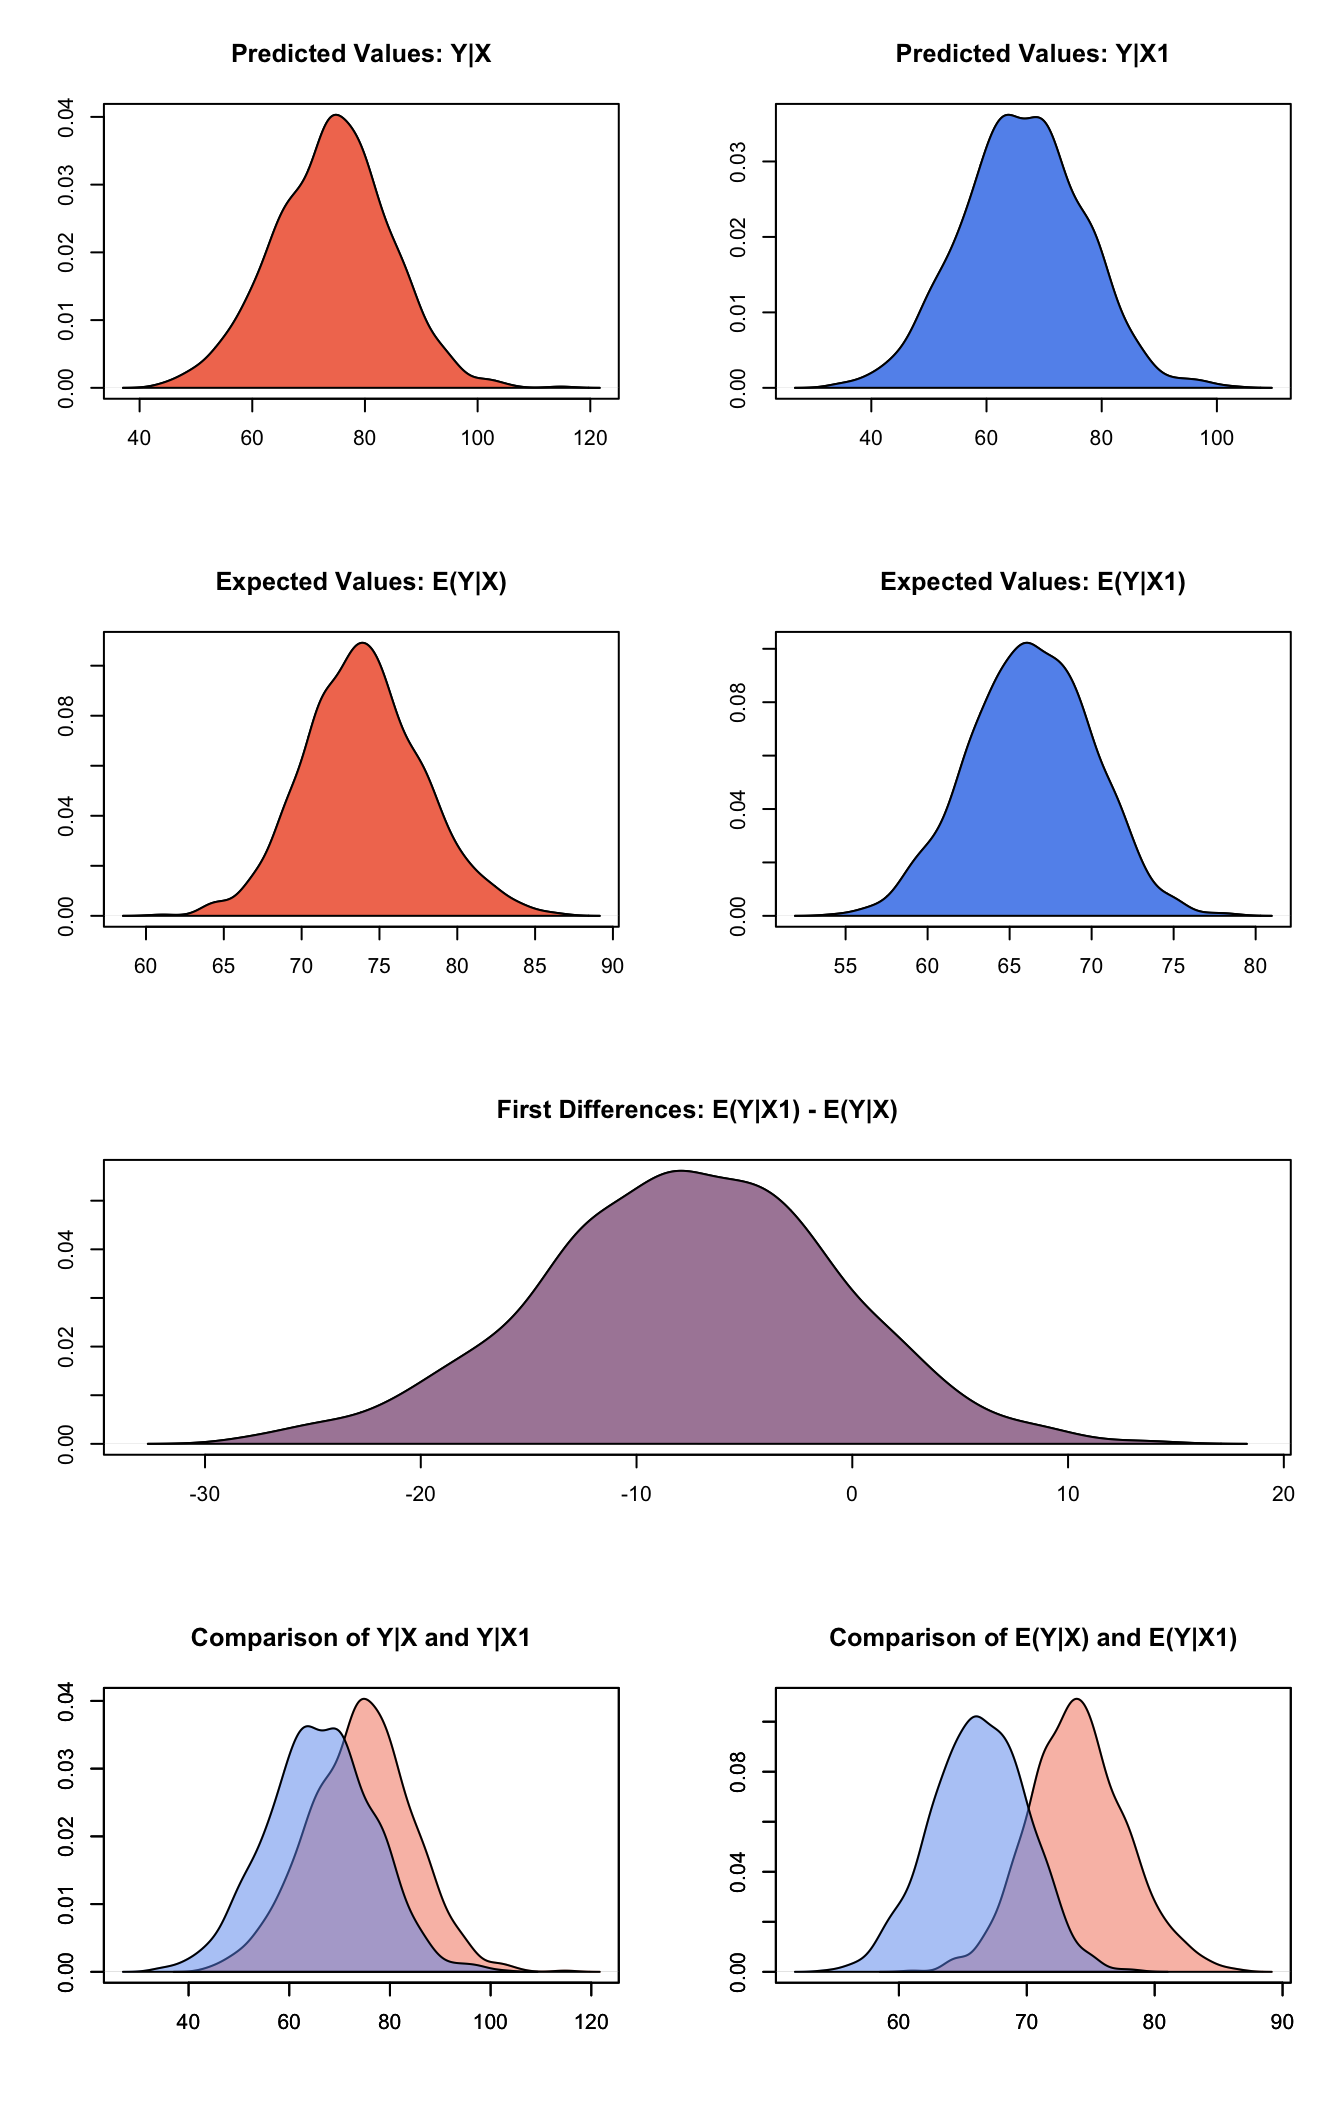 Predicted Values: Y|X
0.00 0.01 0.02 0.03 0.04
40 60 80 100 120
Predicted Values: Y|X1
0.00 0.01 0.02 0.03
40 60 80 100
Expected Values: E(Y|X)
0.00 0.04 0.08
60 65 70 75 80 85 90
Expected Values: E(Y|X1)
0.00 0.04 0.08
55 60 65 70 75 80
First Differences: E(Y|X1) - E(Y|X)
0.00 0.02 0.04
-30 -20 -10 0 10 20
Comparison of Y|X and Y|X1
0.00 0.01 0.02 0.03 0.04
40 60 80 100 120
Comparison of E(Y|X) and E(Y|X1)
0.00 0.04 0.08
60 70 80 90